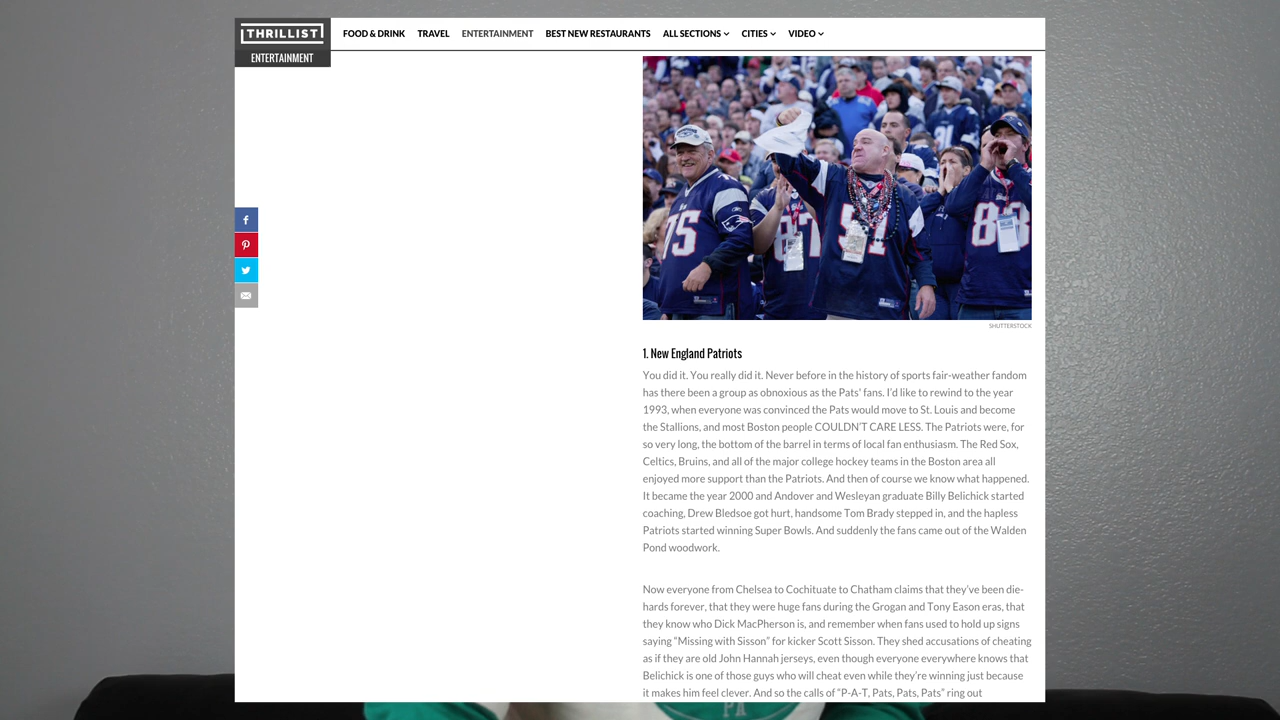 THRILLIST
FOOD & DRINK TRAVEL ENTERTAINMENT BEST NEW RESTAURANTS ALL SECTIONS CITIES VIDEO
ENTERTAINMENT
75
87
51
88
SHUTTERSTOCK
1. New England Patriots
You did it. You really did it. Never before in the history of sports fair-weather fandom
has there been a group as obnoxious as the Pats' fans. I'd like to rewind to the year
1993, when everyone was convinced the Pats would move to St. Louis and become
the Stallions, and most Boston people COULDN'T CARE LESS. The Patriots were, for
so very long, the bottom of the barrel in terms of local fan enthusiasm. The Red Sox,
Celtics, Bruins, and all of the major college hockey teams in the Boston area all
enjoyed more support than the Patriots. And then of course we know what happened.
It became the year 2000 and Andover and Wesleyan graduate Billy Belichick started
coaching, Drew Bledsoe got hurt, handsome Tom Brady stepped in, and the hapless
Patriots started winning Super Bowls. And suddenly the fans came out of the Walden
Pond woodwork.
Now everyone from Chelsea to Cochituate to Chatham claims that they've been die-
hards forever, that they were huge fans during the Grogan and Tony Eason eras, that
they know who Dick MacPherson is, and remember when fans used to hold up signs
saying "Missing with Sisson" for kicker Scott Sisson. They shed accusations of cheating
as if they are old John Hannah jerseys, even though everyone everywhere knows that
Belichick is one of those guys who will cheat even while they're winning just because
it makes him feel clever. And so the calls of "P-A-T, Pats, Pats, Pats" ring out
PA